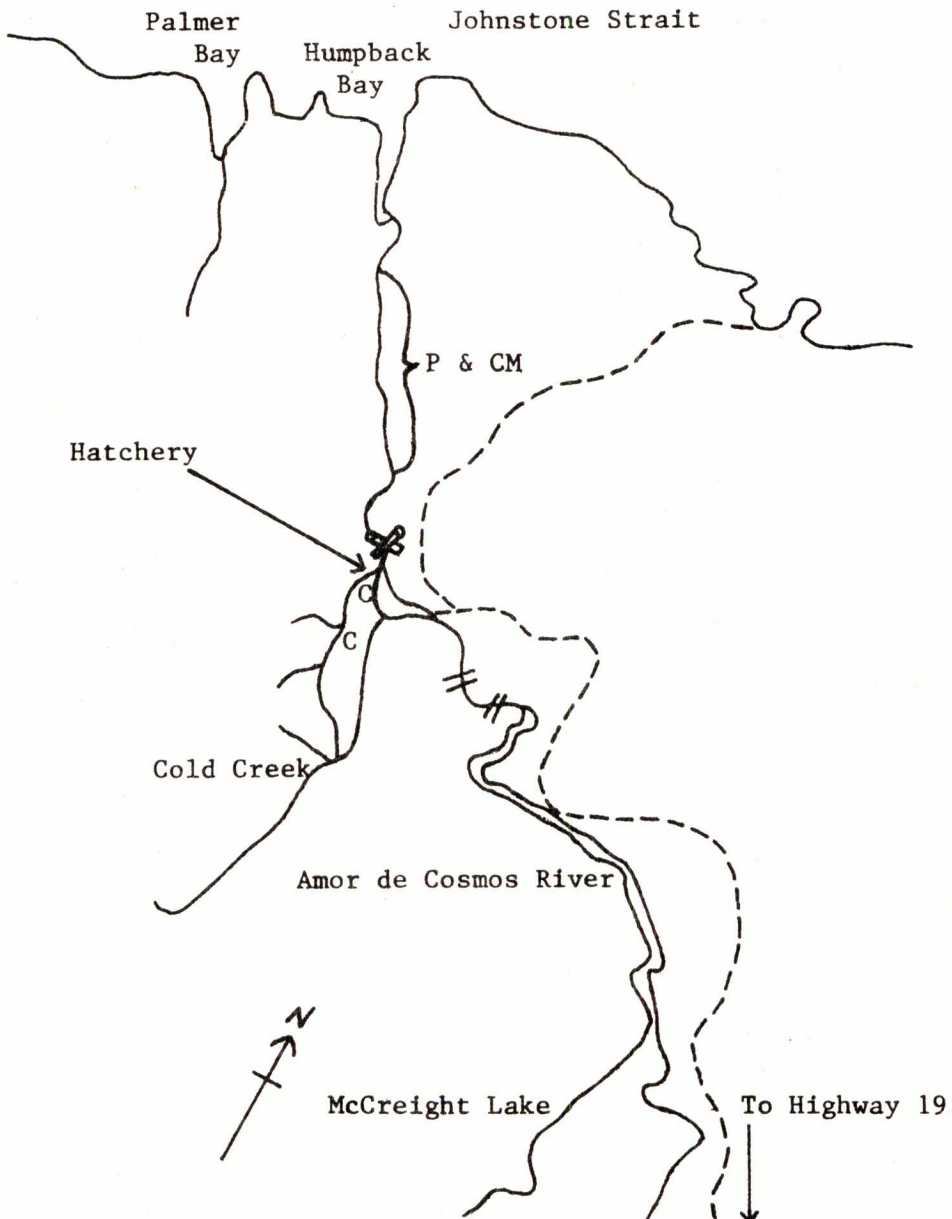 Palmer
Bay
Humpback
Bay
Johnstone Strait
P & CM
Hatchery
C
C
Cold Creek
Amor de Cosmos River
N
McCreight Lake
To Highway 19